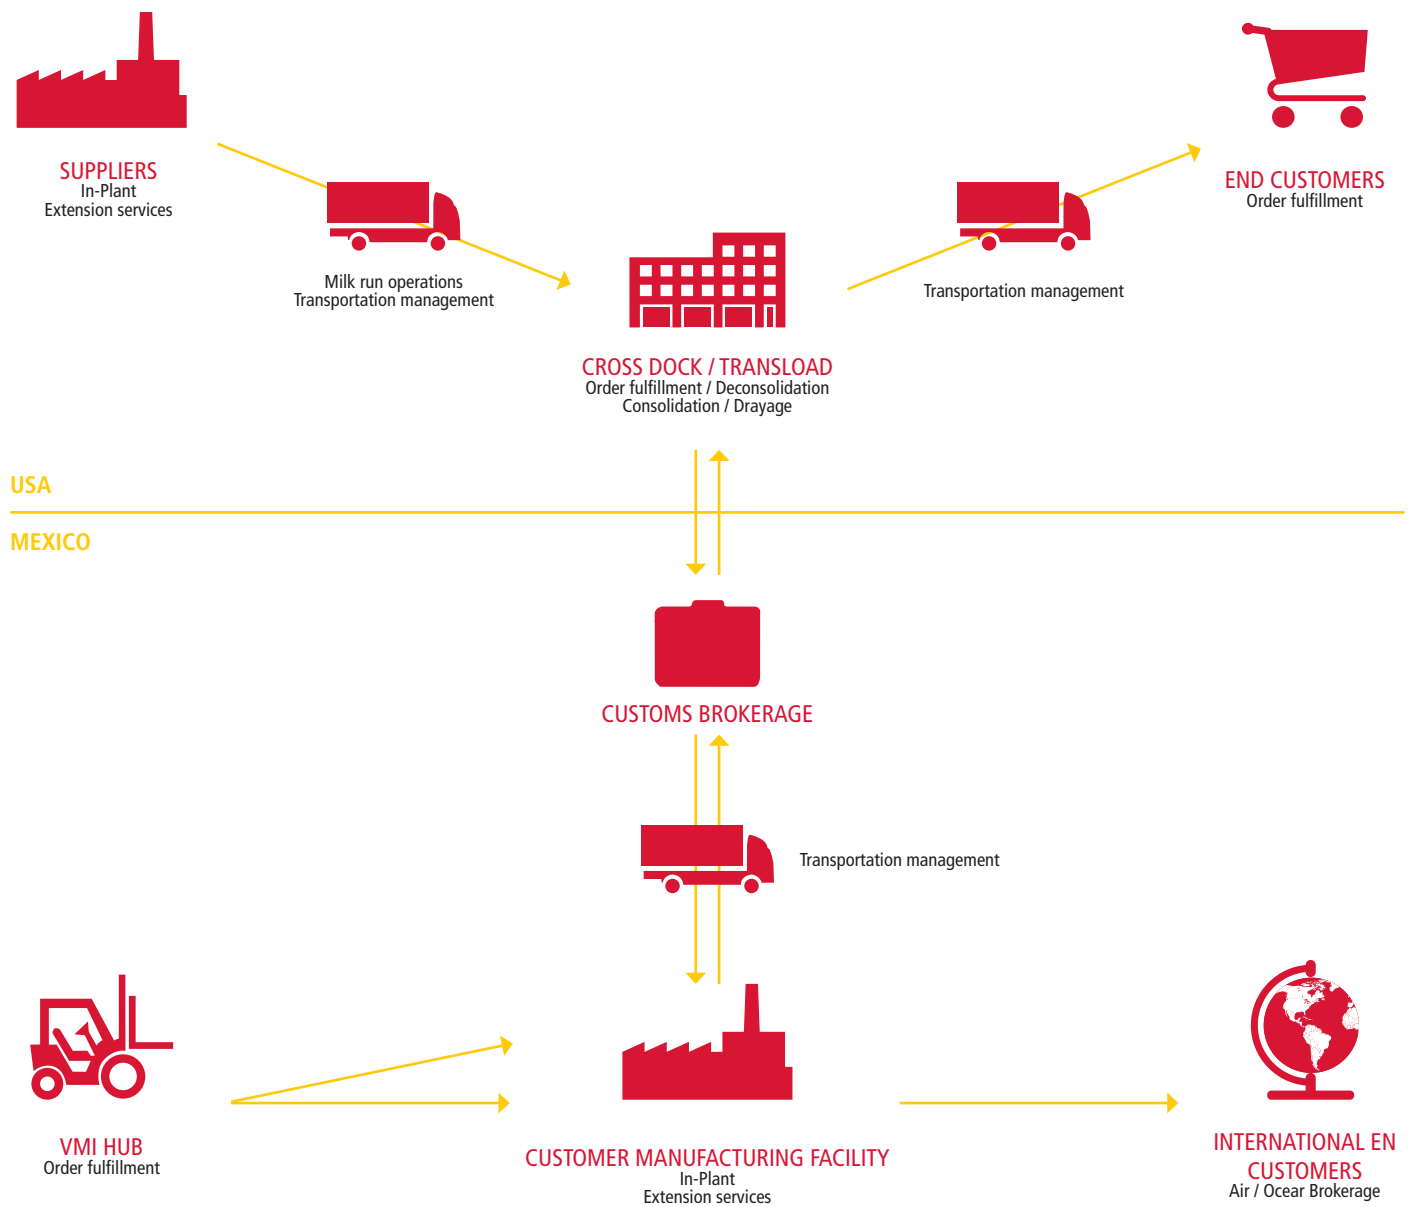 SUPPLIERS
In-Plant
Extension services
Milk run operations
Transportation management
END CUSTOMERS
Order fulfillment
Transportation management
CROSS DOCK / TRANSLOAD
Order fulfillment / Deconsolidation
Consolidation / Drayage
USA
MEXICO
CUSTOMS BROKERAGE
Transportation management
VMI HUB
Order fulfillment
CUSTOMER MANUFACTURING FACILITY
In-Plant
Extension services
INTERNATIONAL EN
CUSTOMERS
Air / Ocear Brokerage